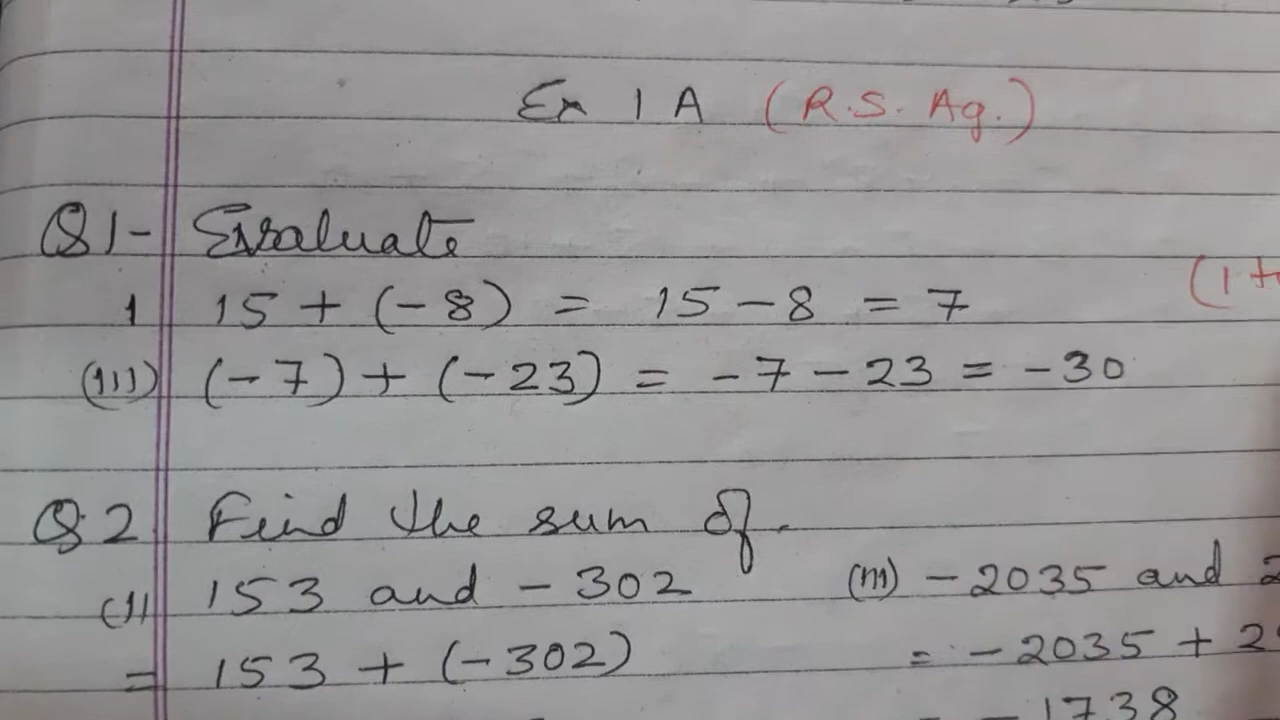 Ex 1 A (R.S. Ag.)
Q1- Evaluate
1 15 + (-8) = 15 - 8 = 7
(iii) (-7) + (-23) = -7 - 23 = -30
Q2 Find the sum of.
(i) 153 and - 302 (iii) - 2035 and
= 153 + (-302) = - 2035 +
- 1738